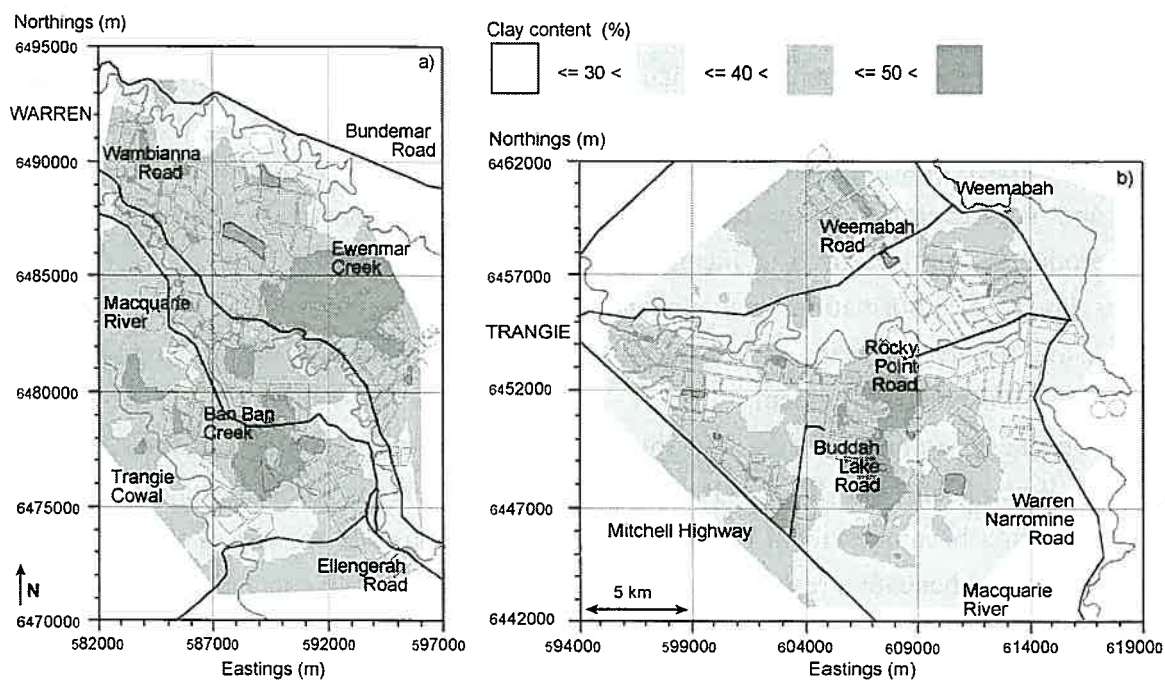 Northings (m)
6495000
a)
WARREN
Bundemar
Road
6490000
Wambianna
Road
Ewenmar
Creek
6485000
Macquarie
River
6480000
Ban Ban
Creek
Trangie
Cowal
6475000
Ellengerah
Road
N
6470000
582000 587000 592000 597000
Eastings (m)
Clay content (%)
<= 30 < <= 40 < <= 50 <
Northings (m)
6462000
b)
Weemabah
Weemabah
Road
6457000
TRANGIE
Rocky
Point
Road
6452000
Buddah
Lake
Road
6447000
Mitchell Highway
Warren
Narromine
Road
5 km
Macquarie
River
6442000
594000 599000 604000 609000 614000 619000
Eastings (m)